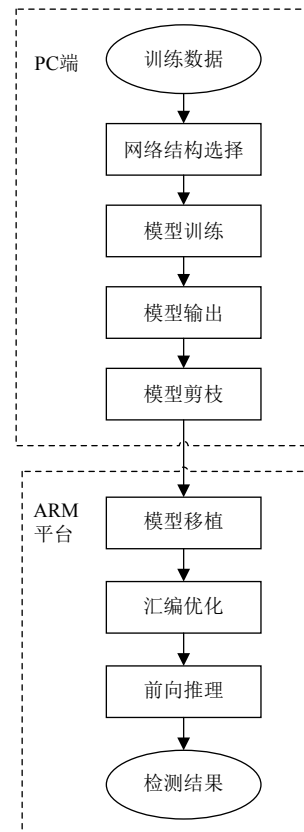 训练数据
PC端
网络结构选择
模型训练
模型输出
模型剪枝
ARM
平台
模型移植
汇编优化
前向推理
检测结果